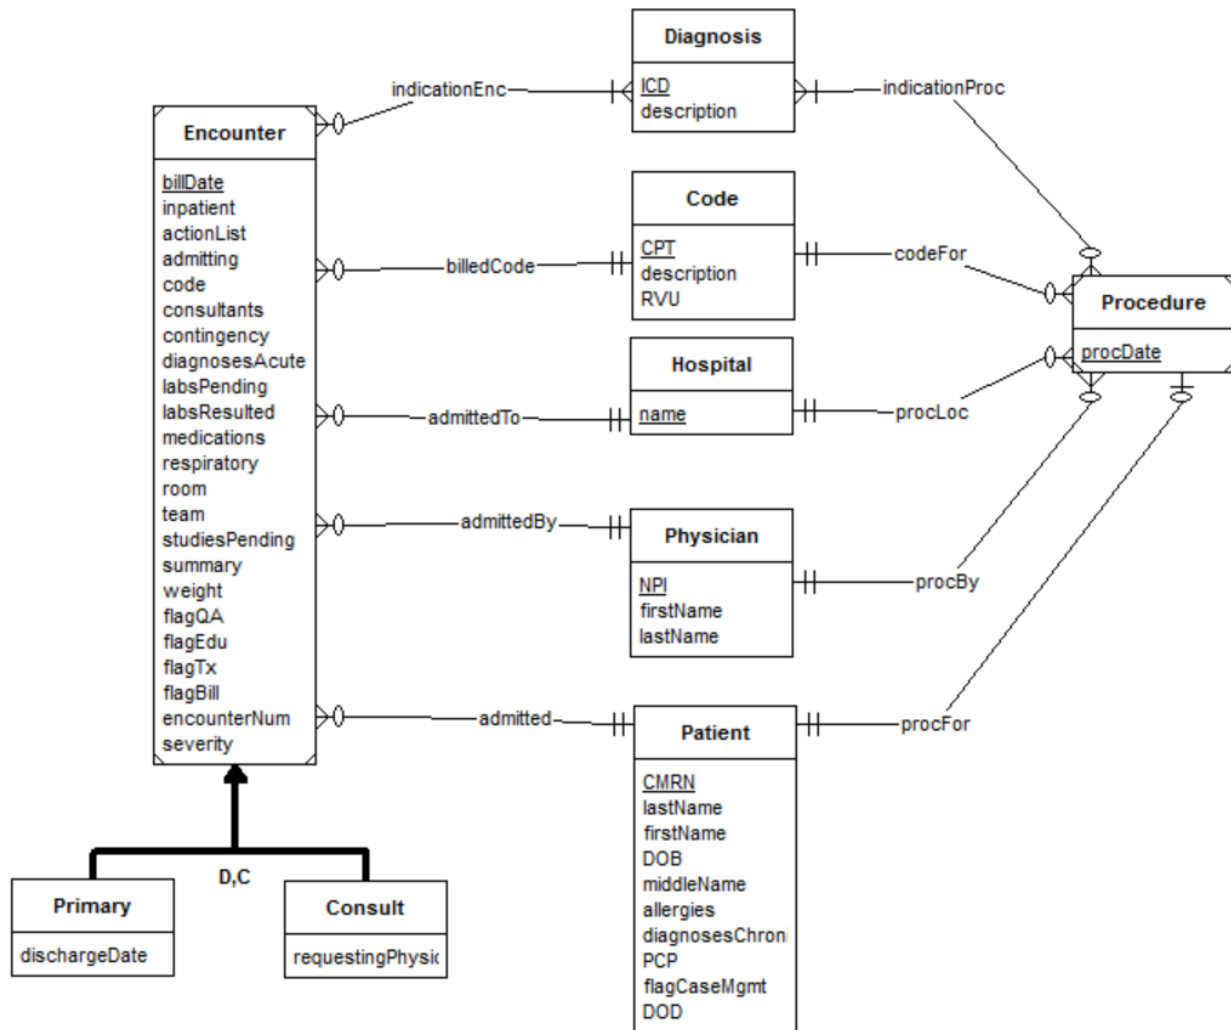 Diagnosis
ICD
description
indicationEnc
indicationProc
Encounter
billDate
inpatient
actionList
admitting
code
consultants
contingency
diagnosesAcute
labsPending
labsResulted
medications
respiratory
room
team
studiesPending
summary
weight
flagQA
flagEdu
flagTx
flagBill
encounterNum
severity
Code
CPT
description
RVU
billedCode
codeFor
Procedure
procDate
Hospital
name
admittedTo
procLoc
Physician
NPI
firstName
lastName
admittedBy
procBy
Patient
CMRN
lastName
firstName
DOB
middleName
allergies
diagnosesChroni
PCP
flagCaseMgmt
DOD
admitted
procFor
D,C
Primary
dischargeDate
Consult
requestingPhysic